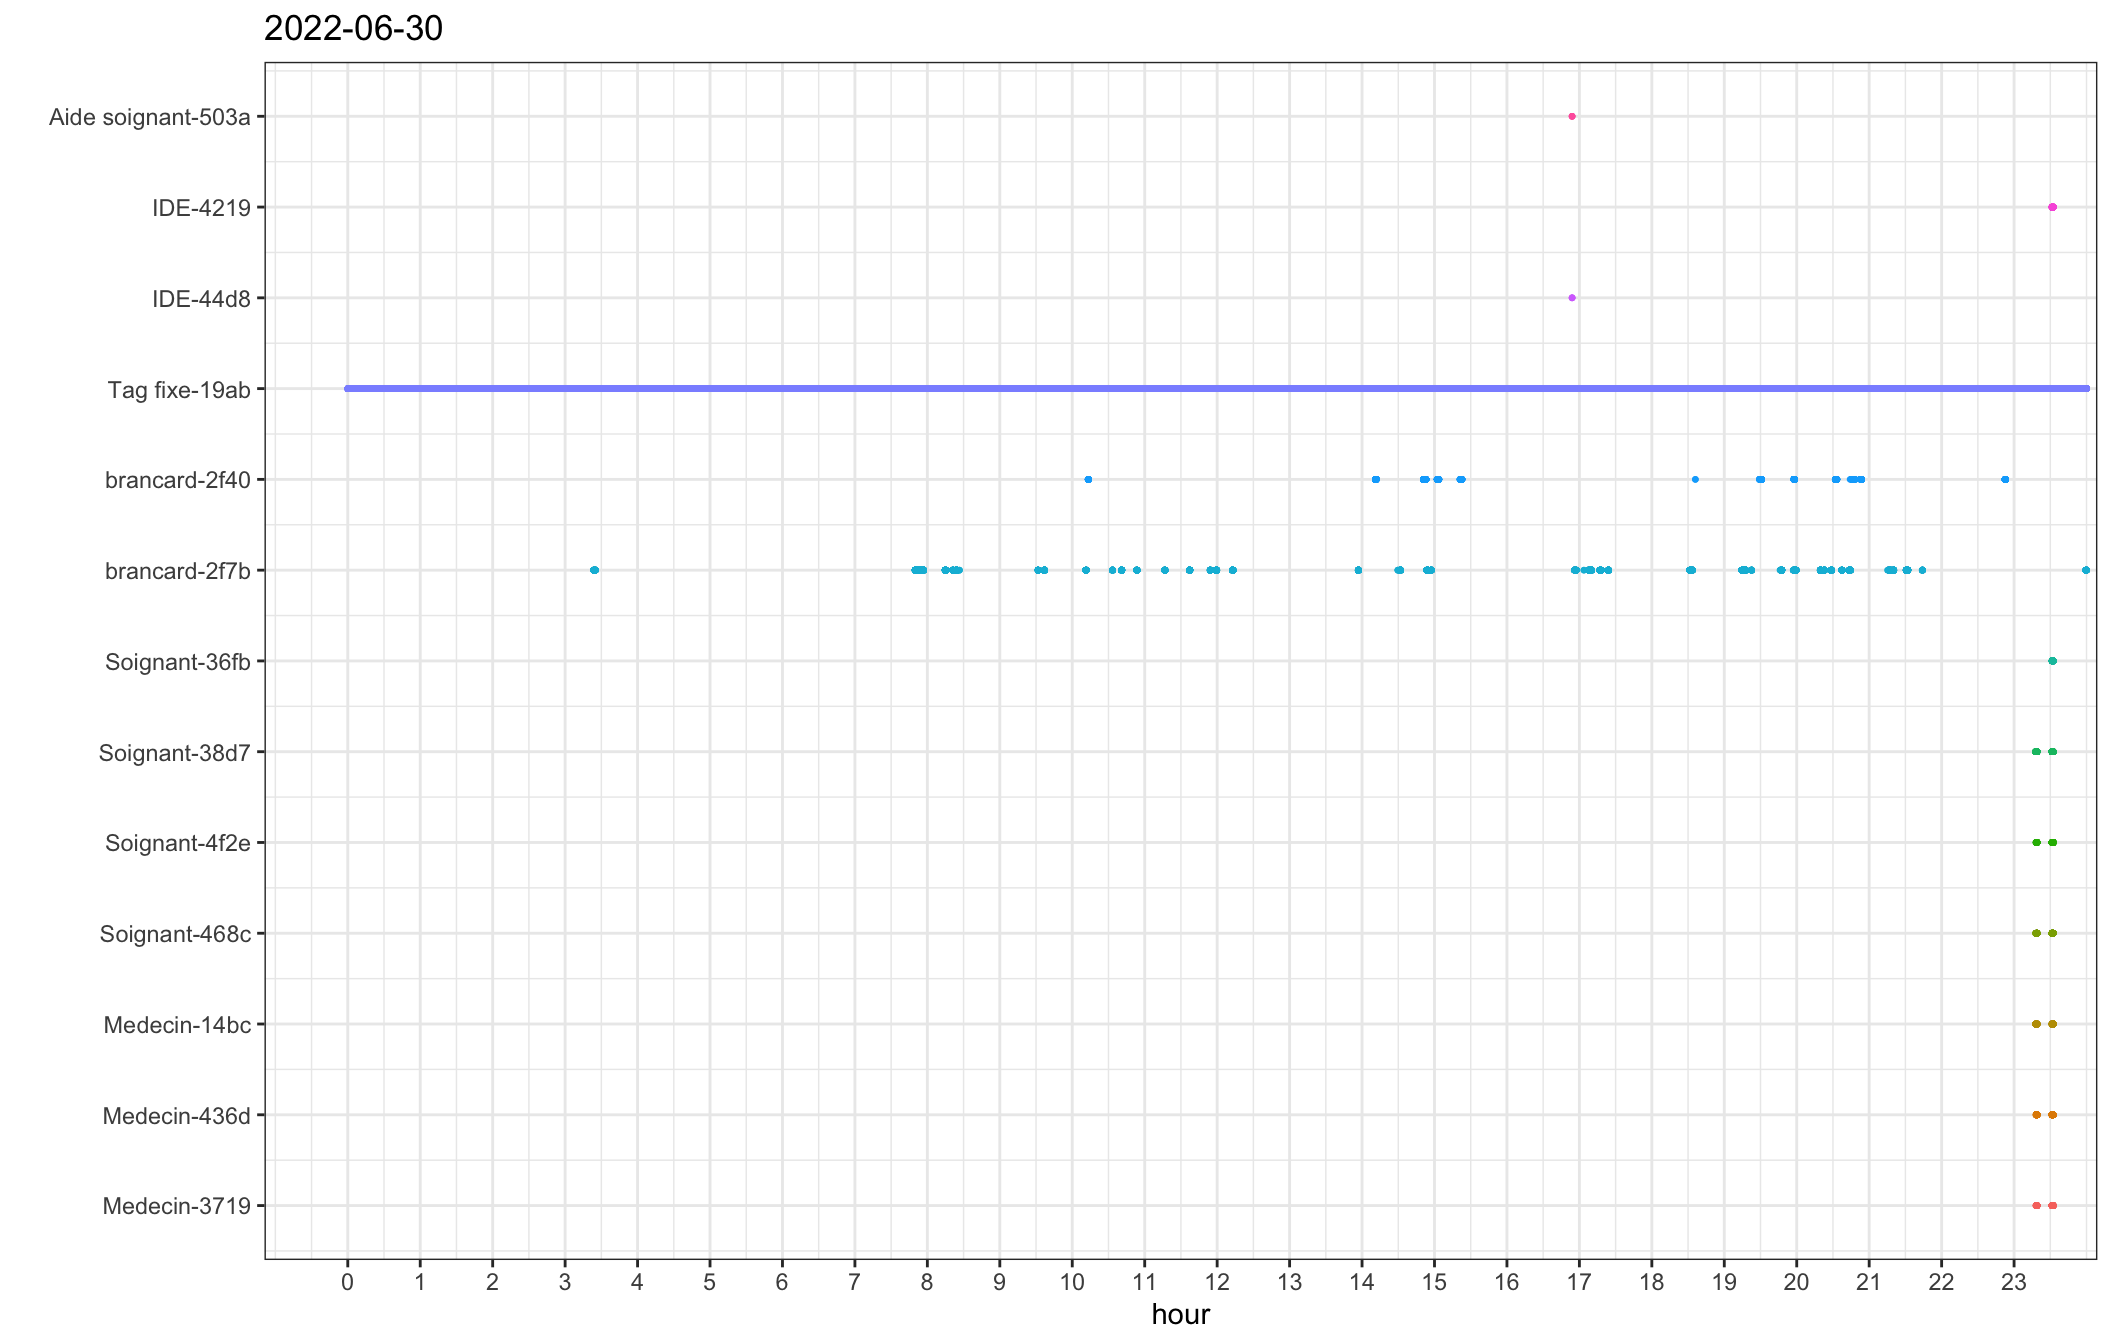 2022-06-30
Aide soignant-503a
IDE-4219
IDE-44d8
Tag fixe-19ab
brancard-2f40
brancard-2f7b
Soignant-36fb
Soignant-38d7
Soignant-4f2e
Soignant-468c
Medecin-14bc
Medecin-436d
Medecin-3719
0 1 2 3 4 5 6 7 8 9 10 11 12 13 14 15 16 17 18 19 20 21 22 23
hour